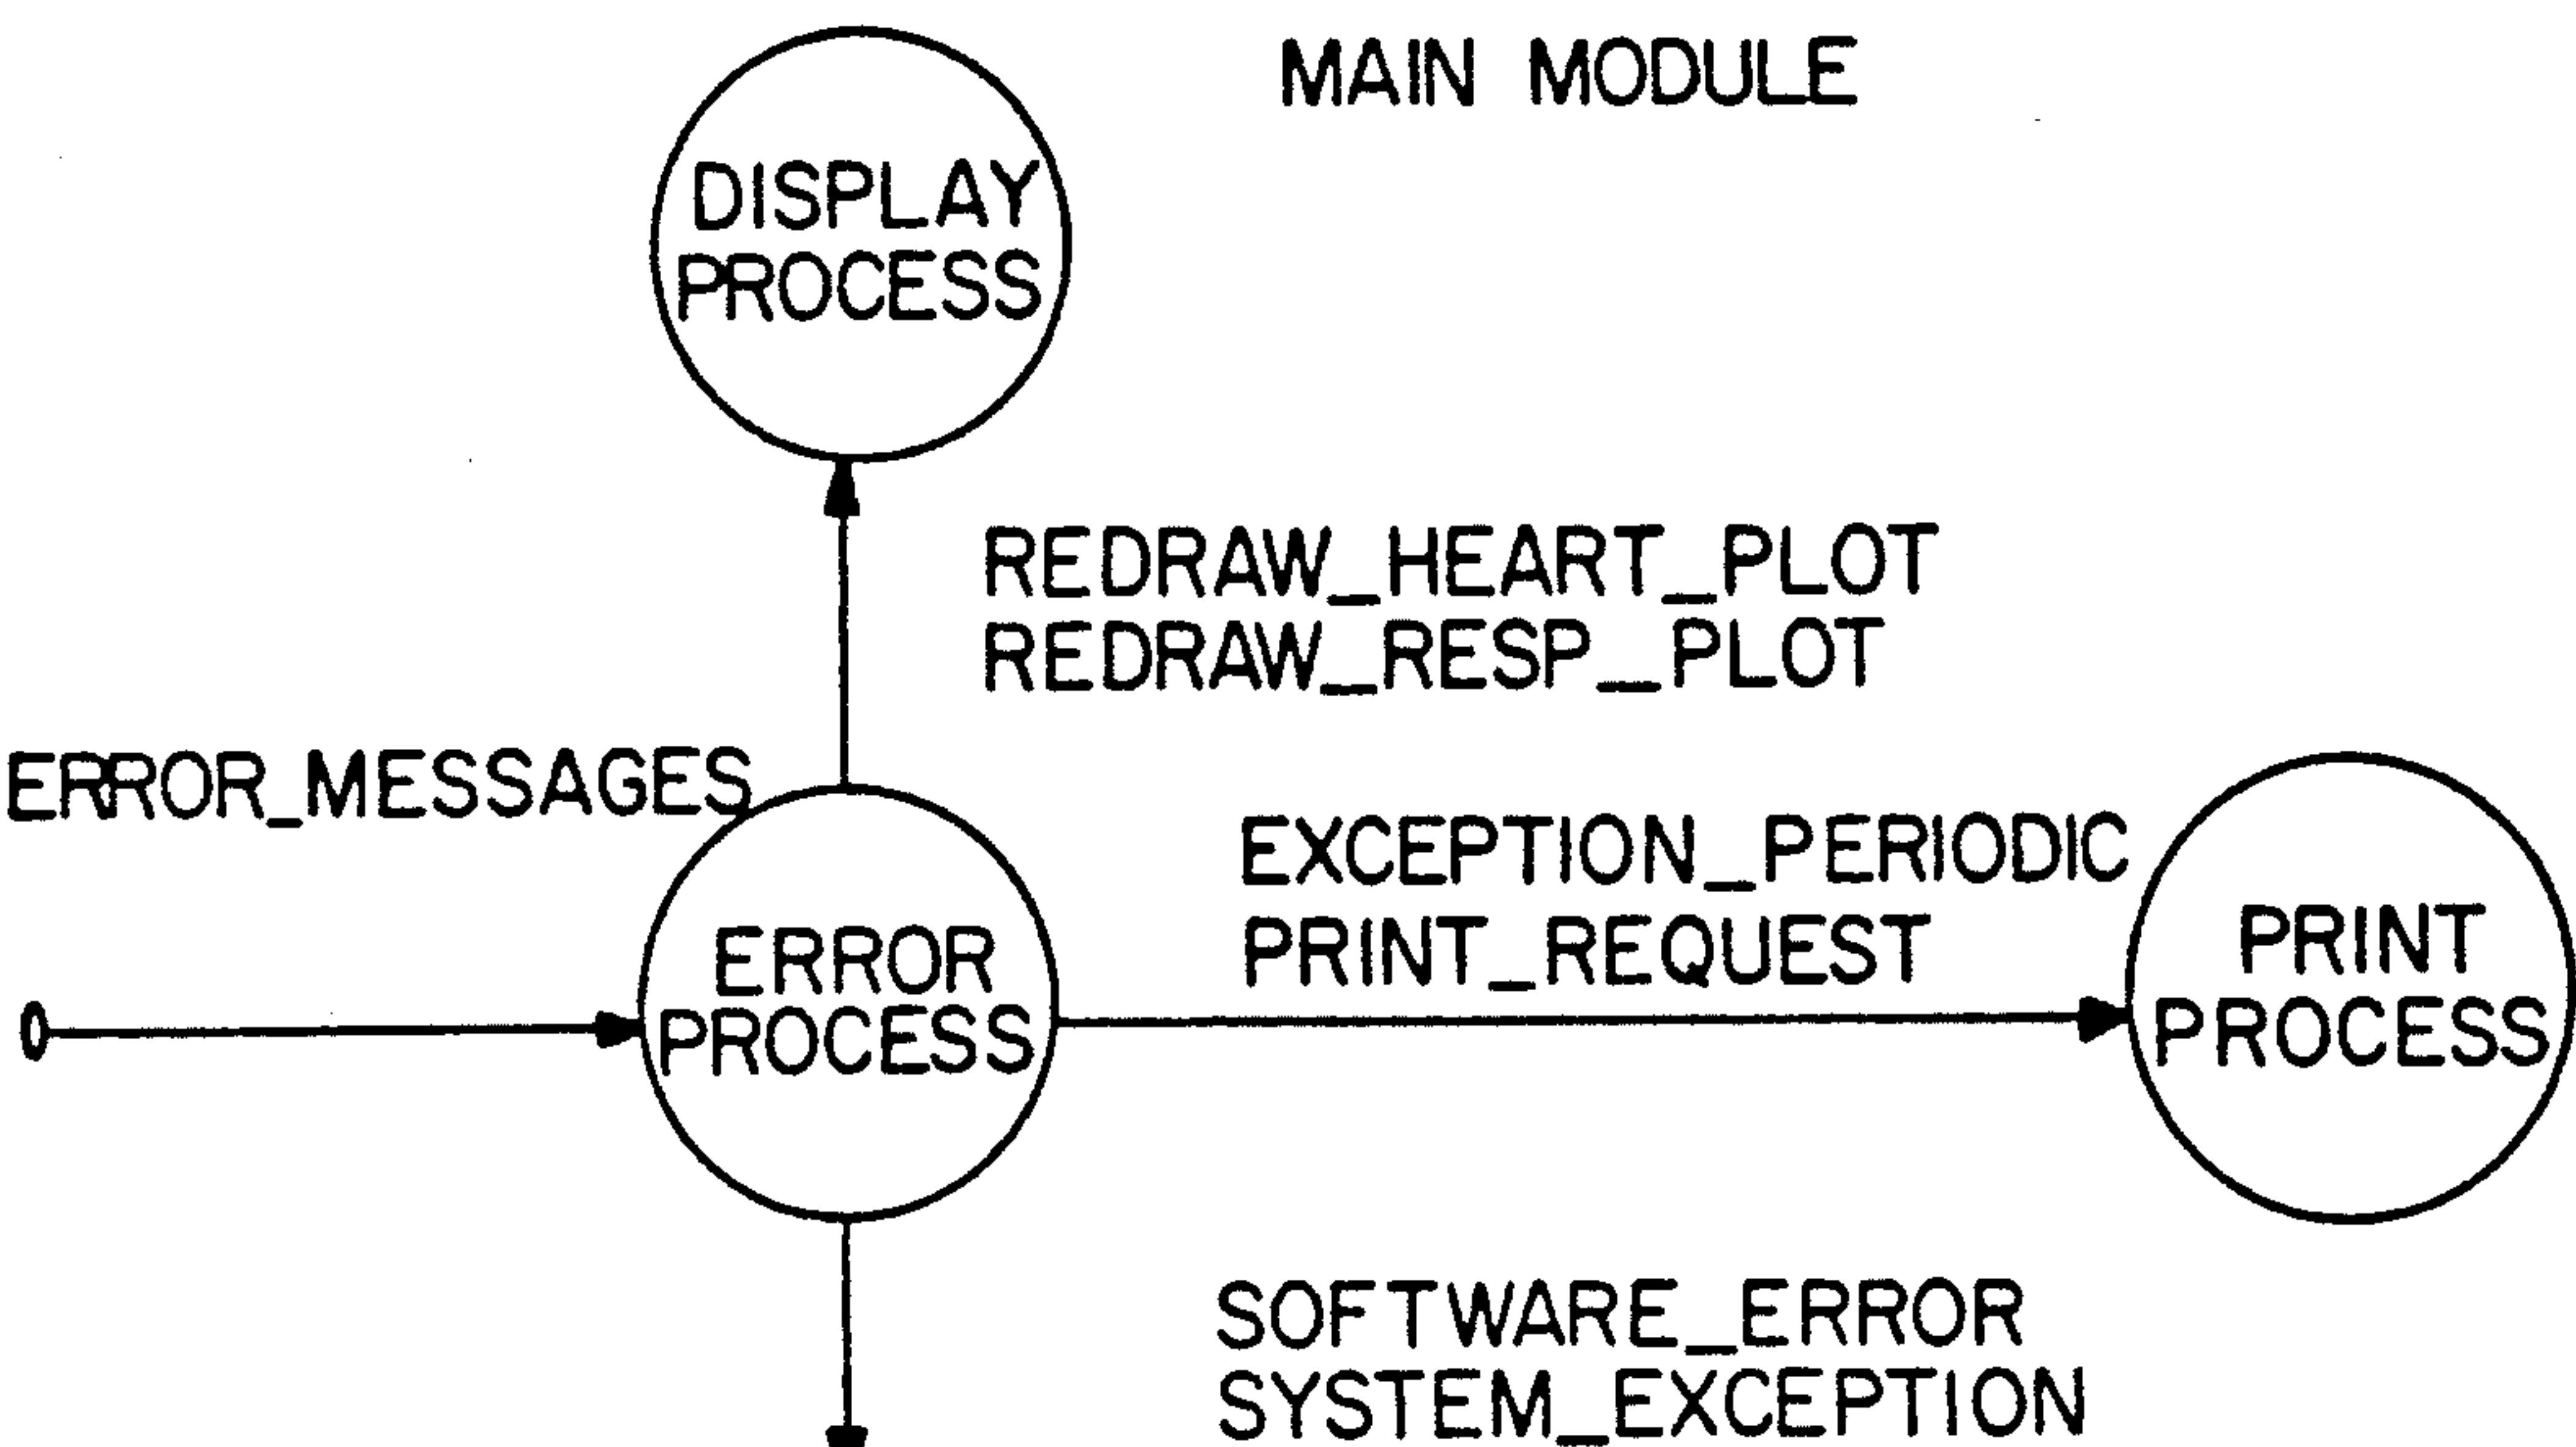 MAIN MODULE
DISPLAY
PROCESS
REDRAW_HEART_PLOT
REDRAW_RESP_PLOT
ERROR_MESSAGES
ERROR
PROCESS
EXCEPTION_PERIODIC
PRINT_REQUEST
PRINT
PROCESS
SOFTWARE_ERROR
SYSTEM_EXCEPTION